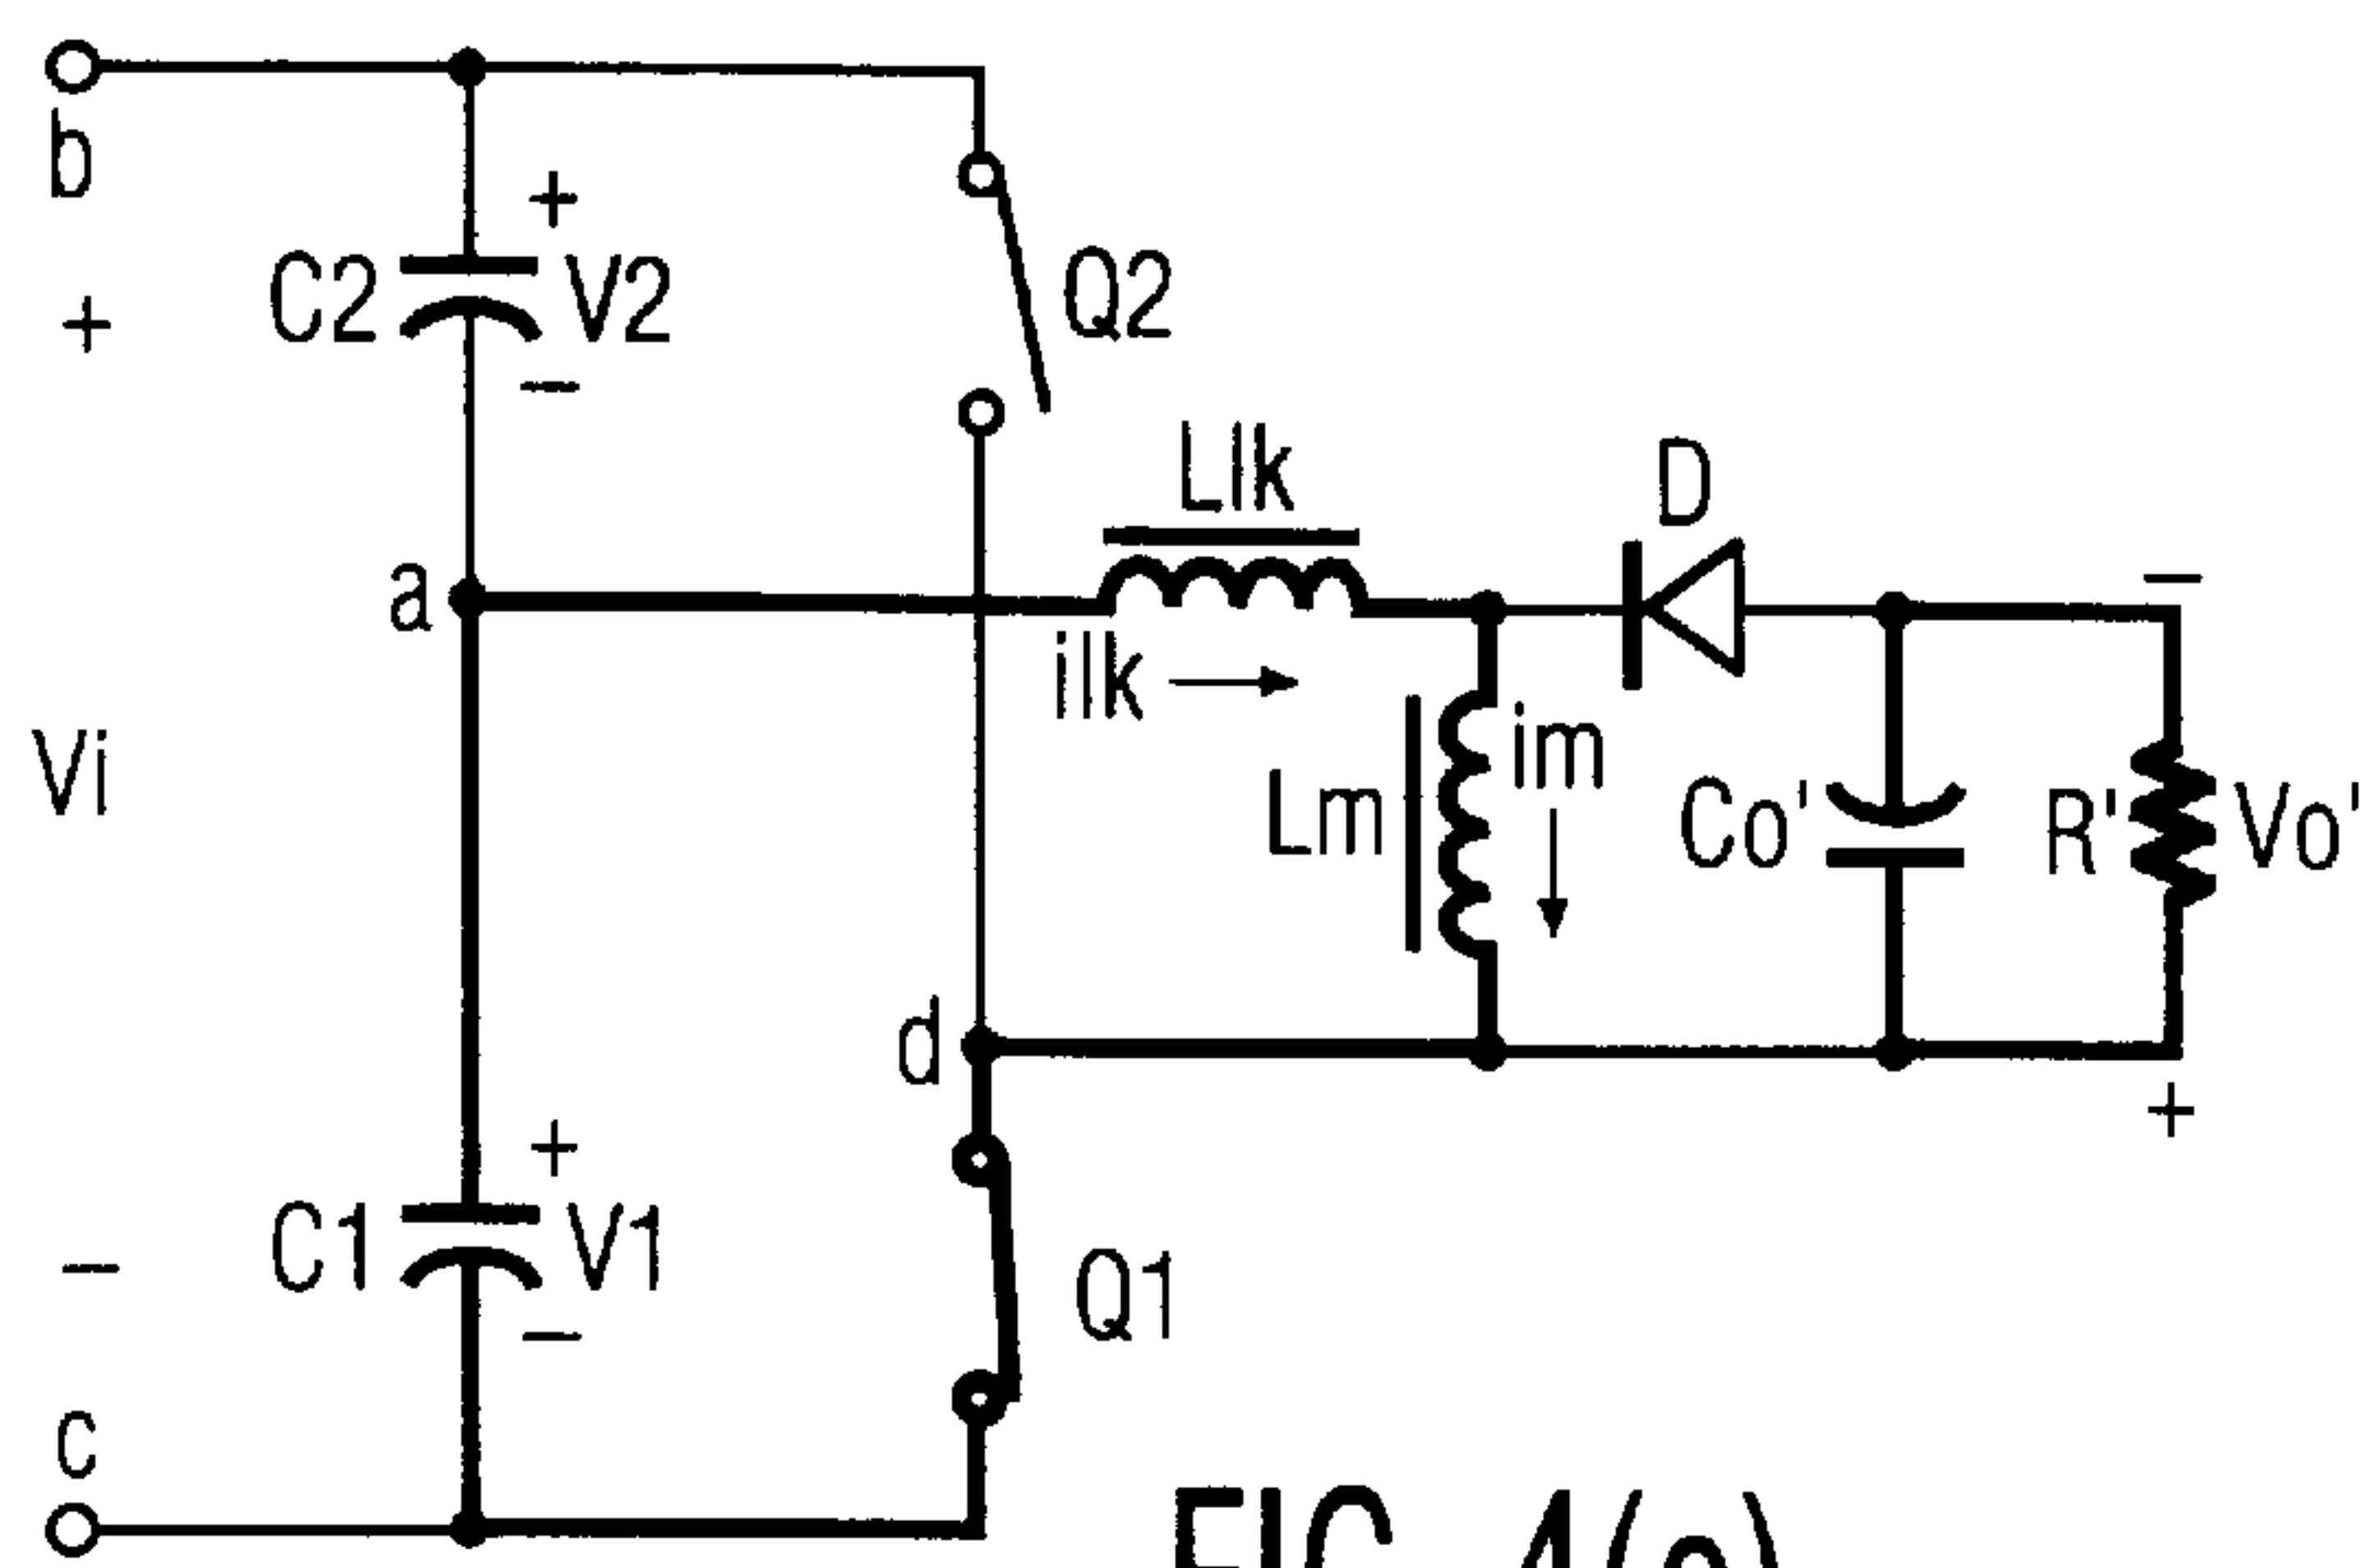 b
+
C2
+
V2
−
Q2
Llk
D
−
a
ilk
im
Vi
Lm
Co'
R'
Vo'
d
+
+
C1
V1
−
−
Q1
c